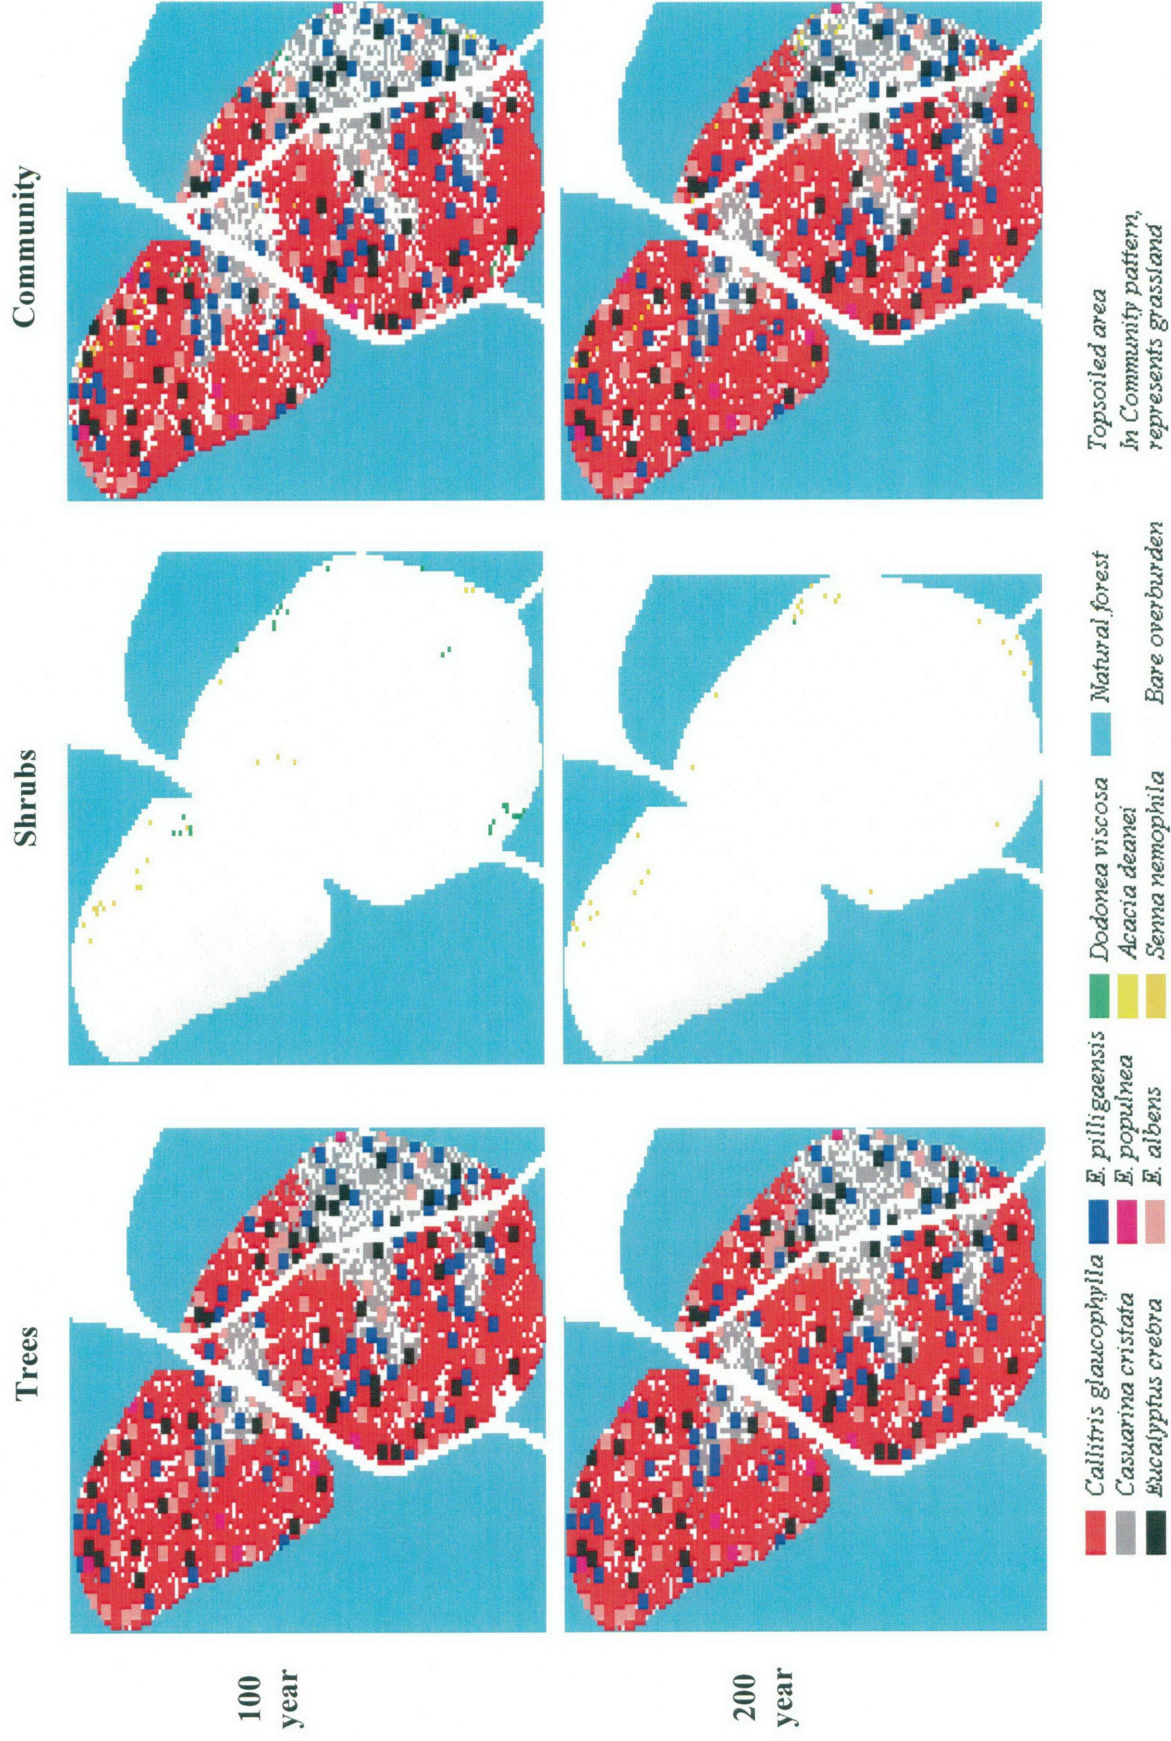 Trees Shrubs Community
100
year
200
year
Callitris glaucophylla E. pilligaensis Dodonea viscosa Natural forest Topsoiled area
Casuarina cristata E. populnea Acacia deanei In Community pattern,
Eucalyptus crebra E. albens Senna nemophila Bare overburden represents grassland